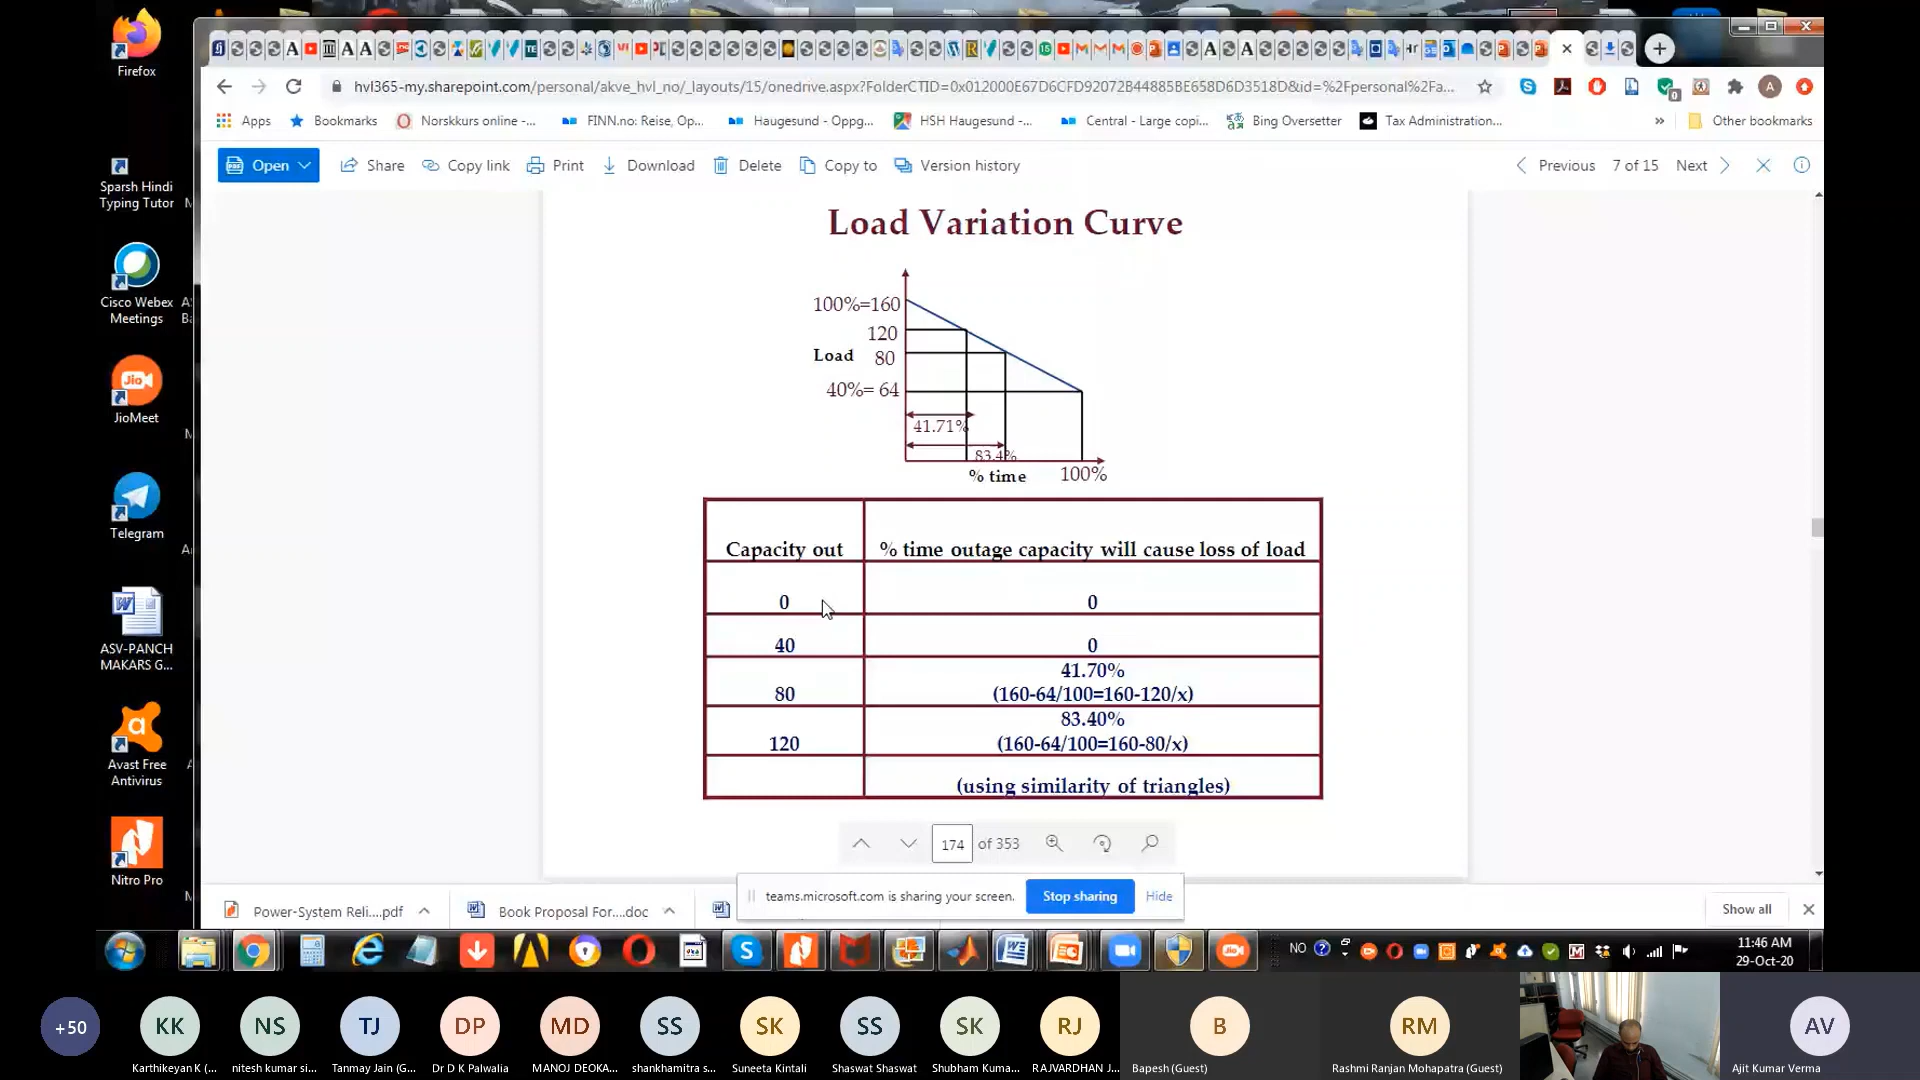 Firefox
hvl365-my.sharepoint.com/personal/akve_hvl_no/_layouts/15/onedrive.aspx?FolderCTID=0x012000E67D6CFD92072B44885BE658D6D3518D&id=%2Fpersonal%2Fa...
Apps Bookmarks Norskkurs online -... FINN.no: Reise, Op... Haugesund - Oppg... HSH Haugesund -... Central - Large copi... Bing Oversetter Tax Administration... » Other bookmarks
Open Share Copy link Print Download Delete Copy to Version history Previous 7 of 15 Next
Sparsh Hindi
Typing Tutor
Cisco Webex
Meetings
JioMeet
Telegram
ASV-PANCH
MAKARS G...
Avast Free
Antivirus
Nitro Pro
Load Variation Curve
100%=160
120
Load 80
40%= 64
41.71%
83.4%
% time 100%
Capacity out % time outage capacity will cause loss of load
0 0
40 0
41.70%
80 (160-64/100=160-120/x)
83.40%
120 (160-64/100=160-80/x)
(using similarity of triangles)
174 of 353
teams.microsoft.com is sharing your screen. Stop sharing Hide
Power-System Reli....pdf Book Proposal For....doc Show all
NO 11:46 AM
29-Oct-20
+50 KK NS TJ DP MD SS SK SS SK RJ B RM AV
Karthikeyan K (... nitesh kumar si... Tanmay Jain (G... Dr D K Palwalia MANOJ DEOKA... shankhamitra s... Suneeta Kintali Shaswat Shaswat Shubham Kuma... RAJVARDHAN J... Bapesh (Guest) Rashmi Ranjan Mohapatra (Guest) Ajit Kumar Verma